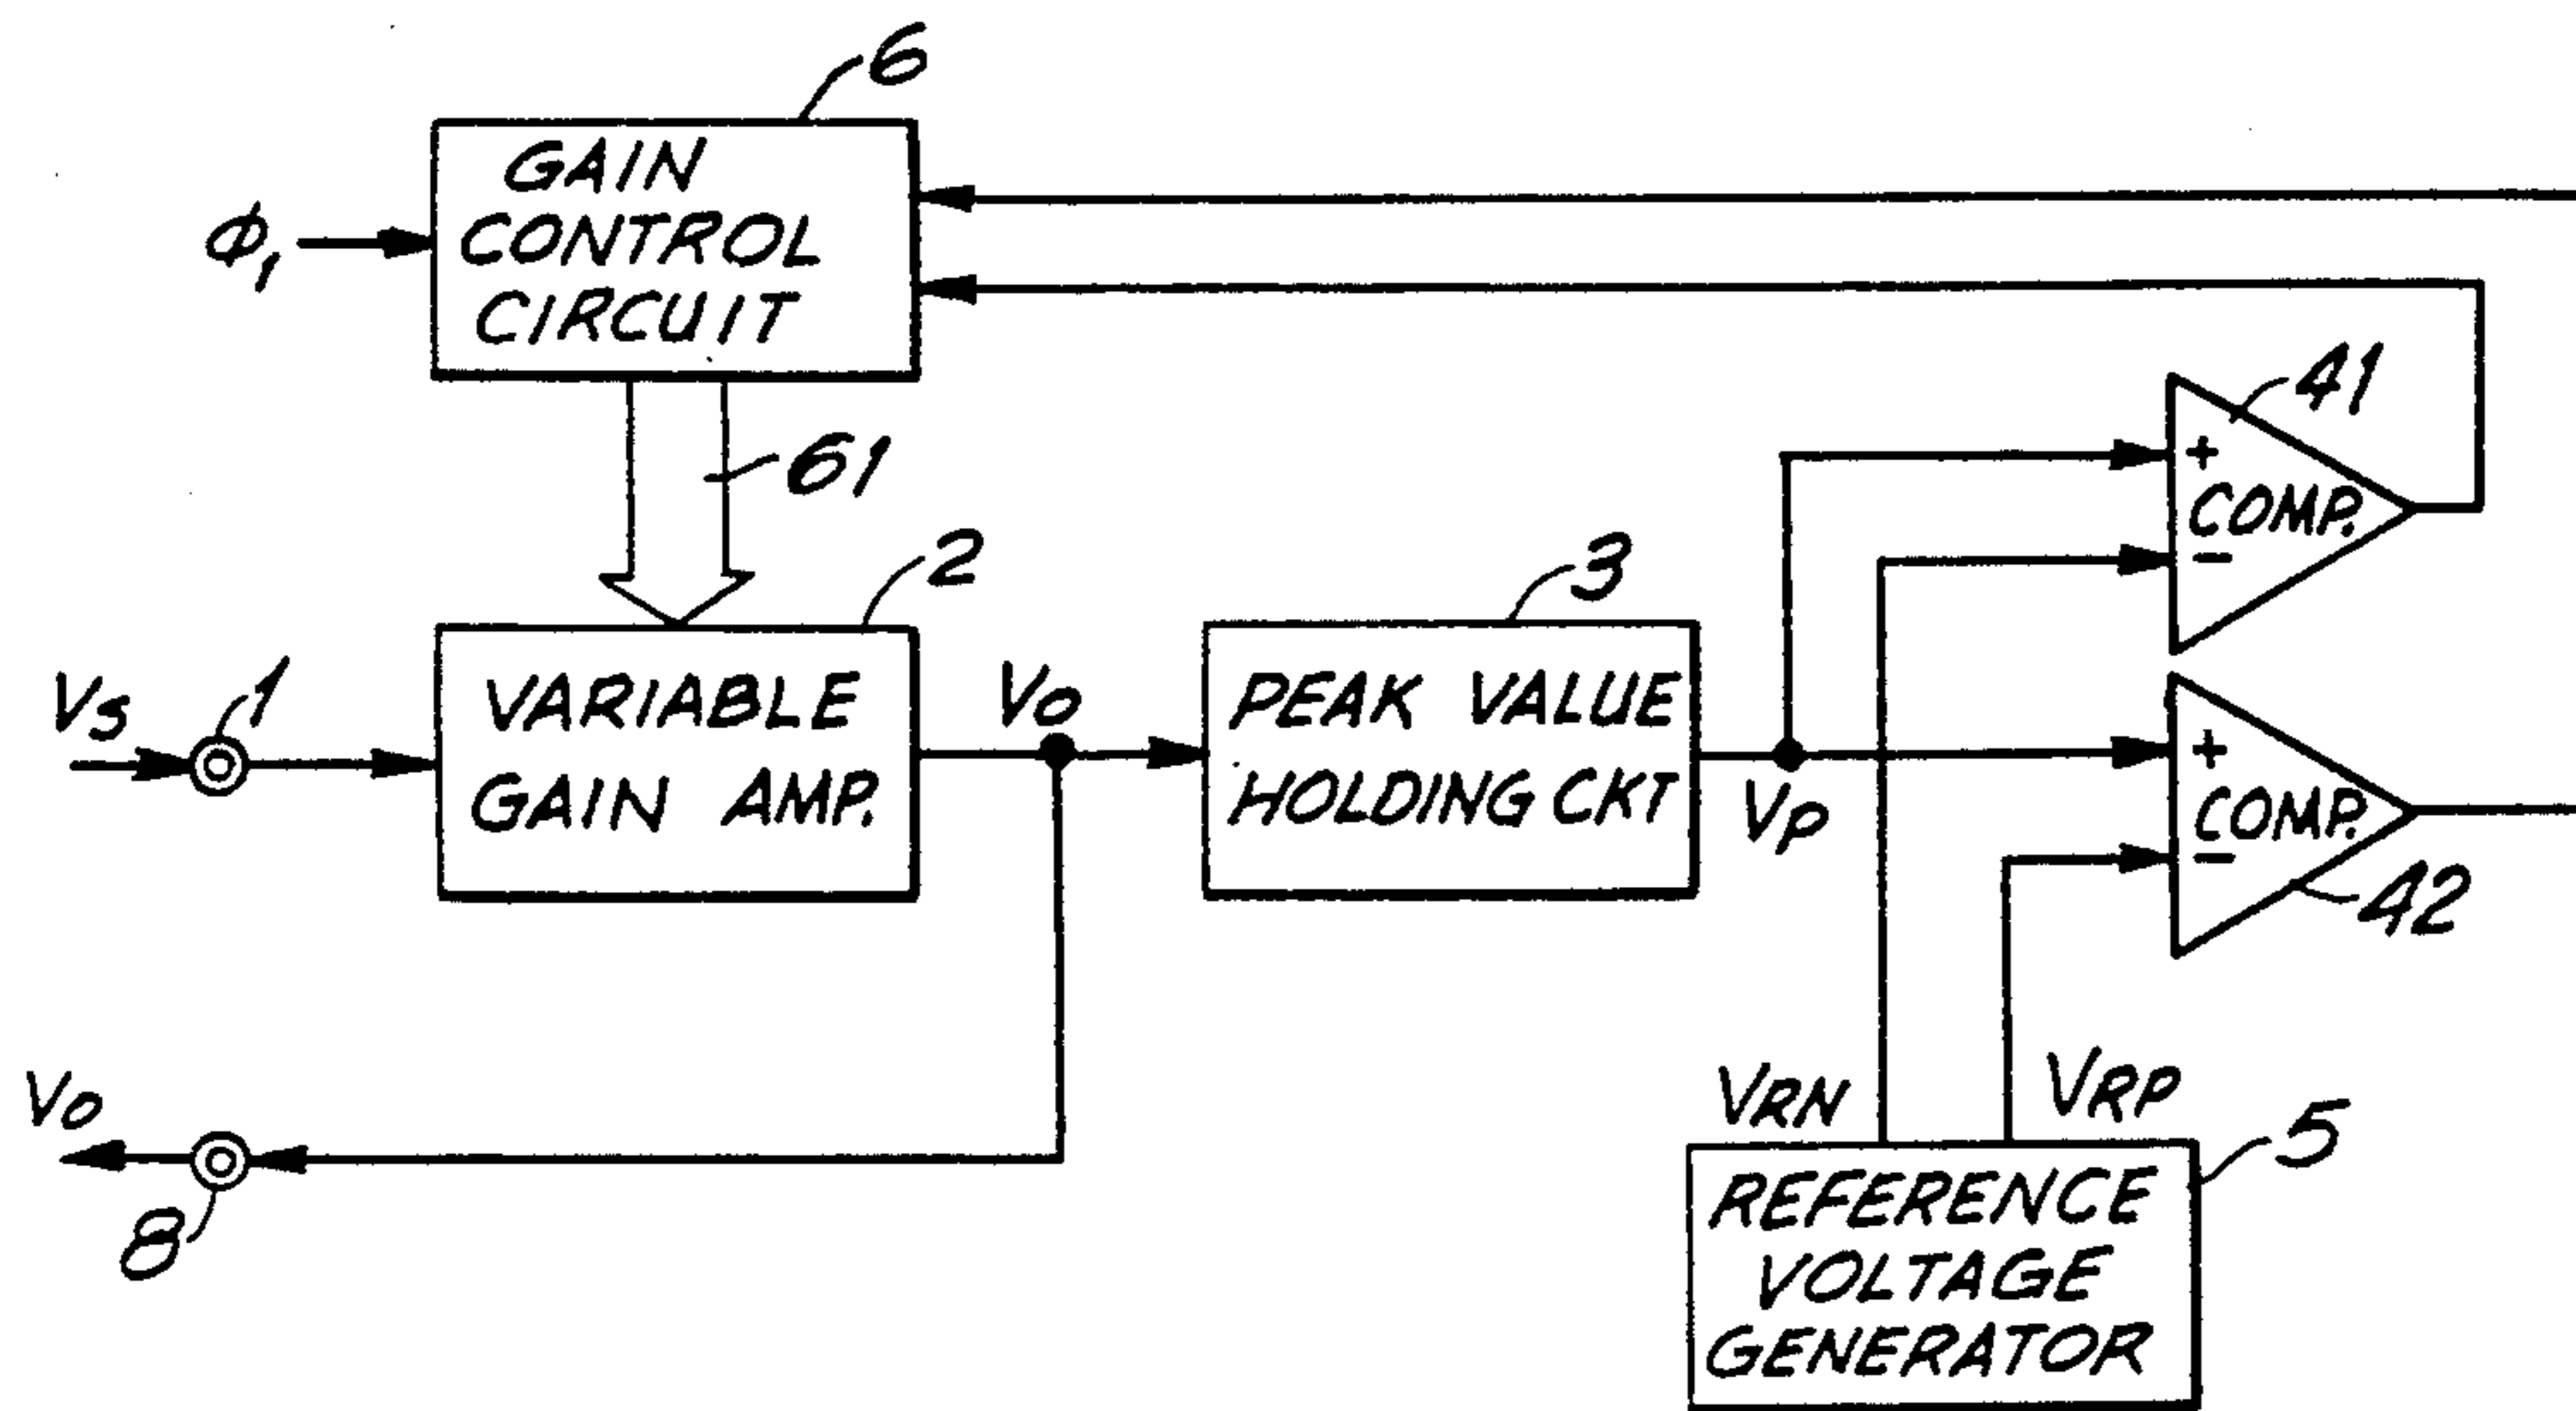 6
GAIN
CONTROL
CIRCUIT
ϕ1
61
41
+
COMP.
−
2
3
VS
1
VARIABLE
GAIN AMP.
VO
PEAK VALUE
HOLDING CKT
VP
+
COMP.
−
42
VO
8
VRN
VRP
5
REFERENCE
VOLTAGE
GENERATOR